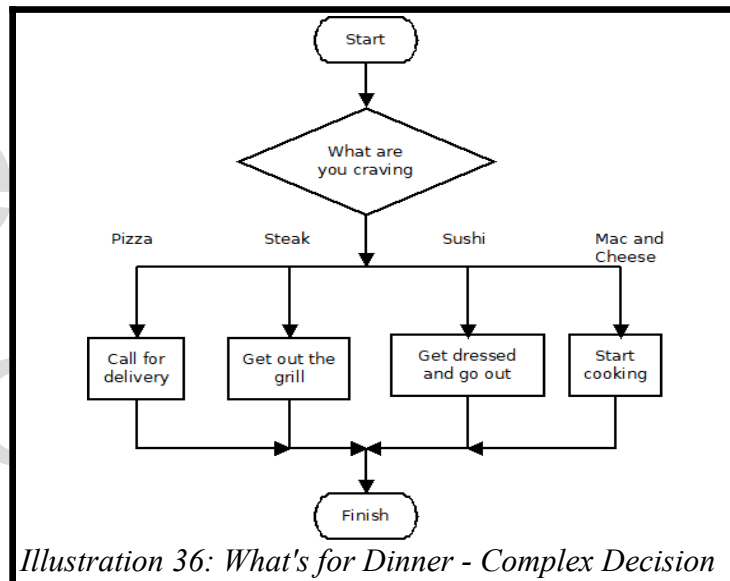 Start
What are
you craving
Pizza
Steak
Sushi
Mac and
Cheese
Call for
delivery
Get out the
grill
Get dressed
and go out
Start
cooking
Finish
Illustration 36: What's for Dinner - Complex Decision